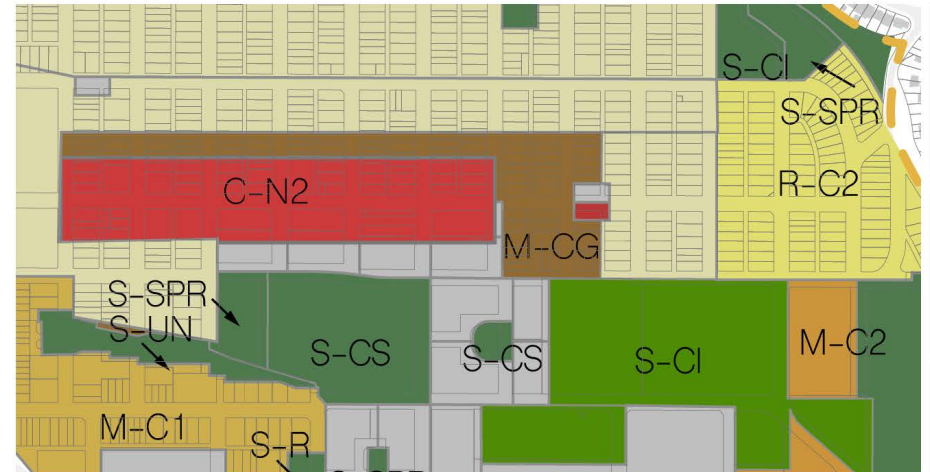 S-CI
S-SPR
C-N2
R-C2
M-CG
S-SPR
S-UN
S-CS
S-CS
S-CI
M-C2
M-C1
S-R